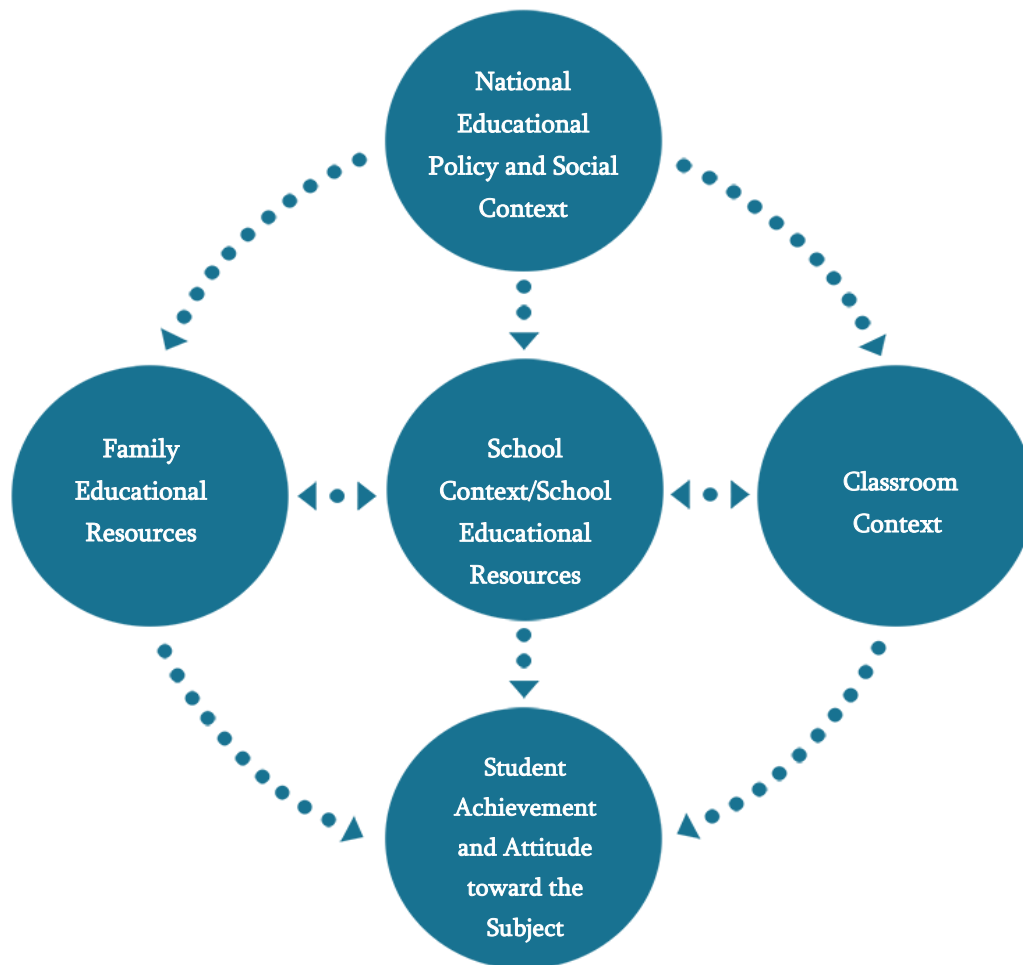 National
Educational
Policy and Social
Context
Family
Educational
Resources
School
Context/School
Educational
Resources
Classroom
Context
Student
Achievement
and Attitude
toward the
Subject